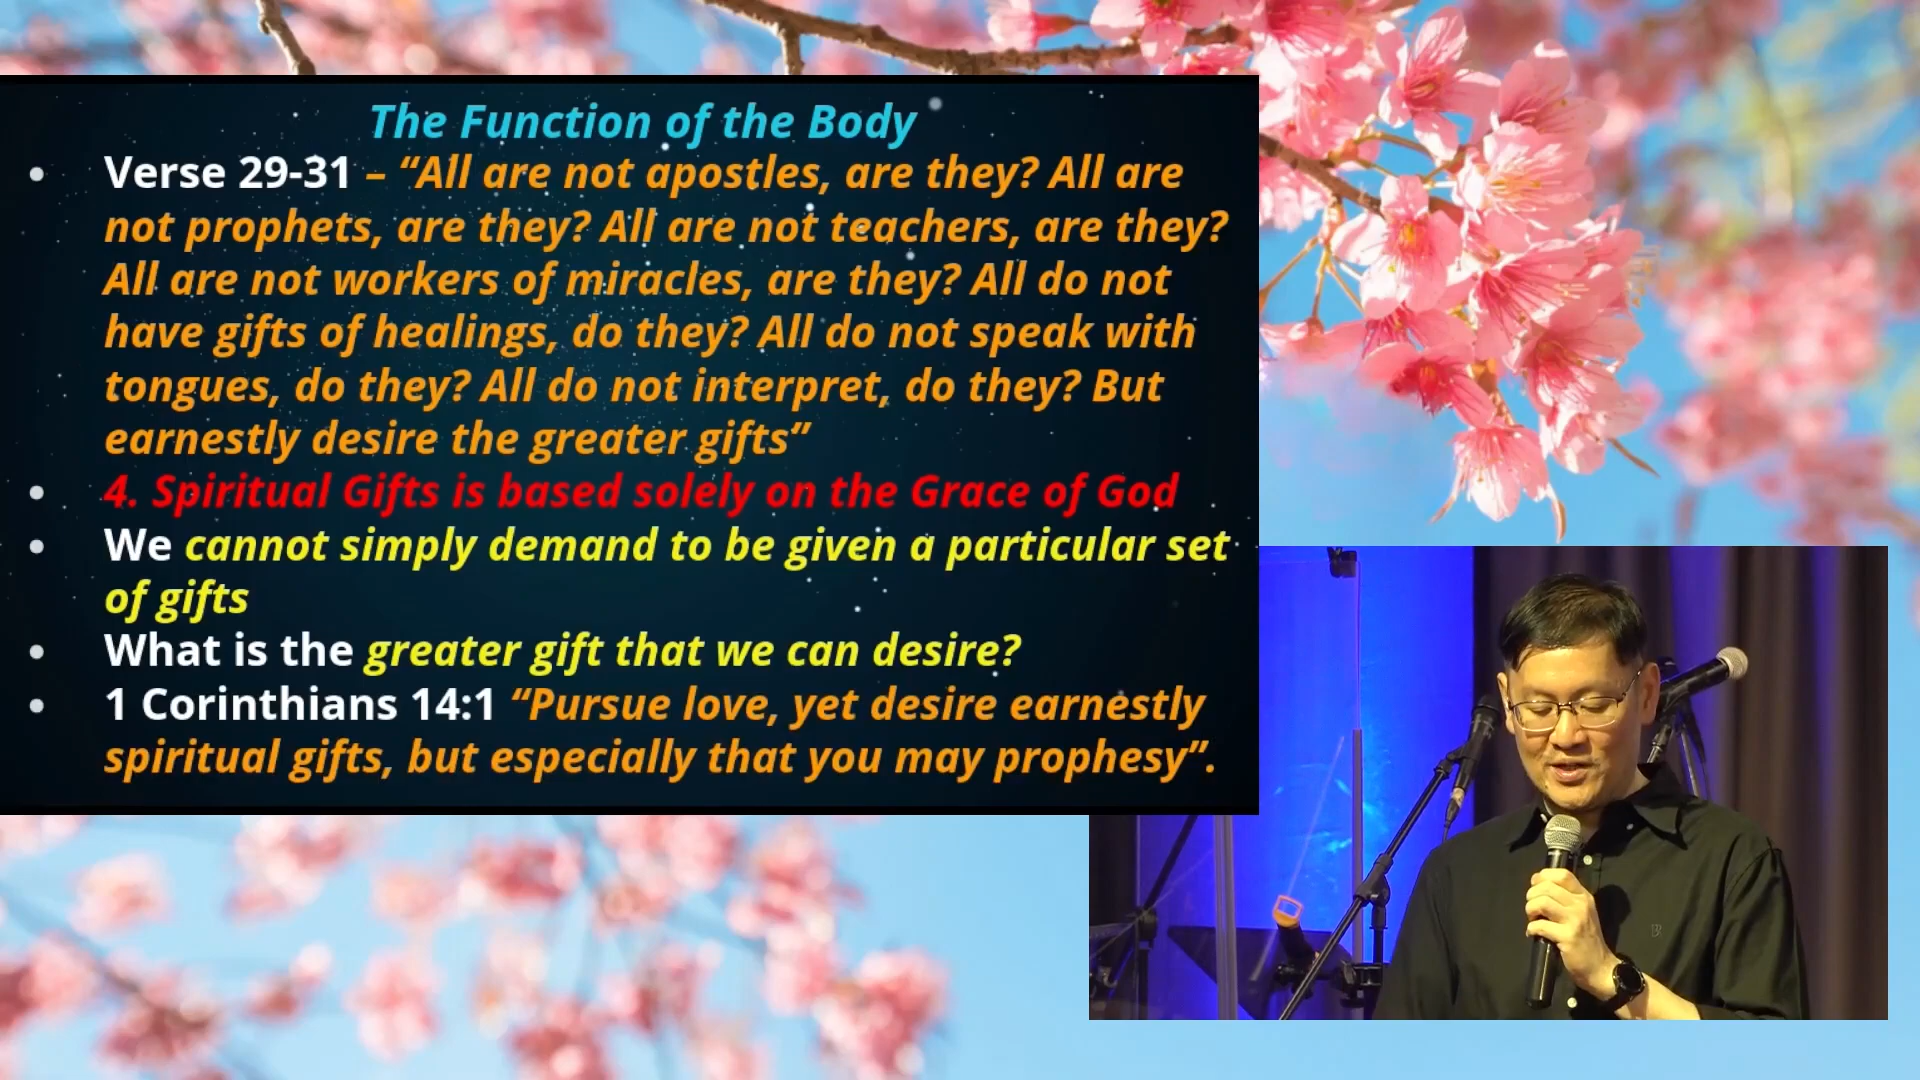 The Function of the Body
• Verse 29-31 – “All are not apostles, are they? All are
not prophets, are they? All are not teachers, are they?
All are not workers of miracles, are they? All do not
have gifts of healings, do they? All do not speak with
tongues, do they? All do not interpret, do they? But
earnestly desire the greater gifts”
• 4. Spiritual Gifts is based solely on the Grace of God
• We cannot simply demand to be given a particular set
of gifts
• What is the greater gift that we can desire?
• 1 Corinthians 14:1 “Pursue love, yet desire earnestly
spiritual gifts, but especially that you may prophesy”.